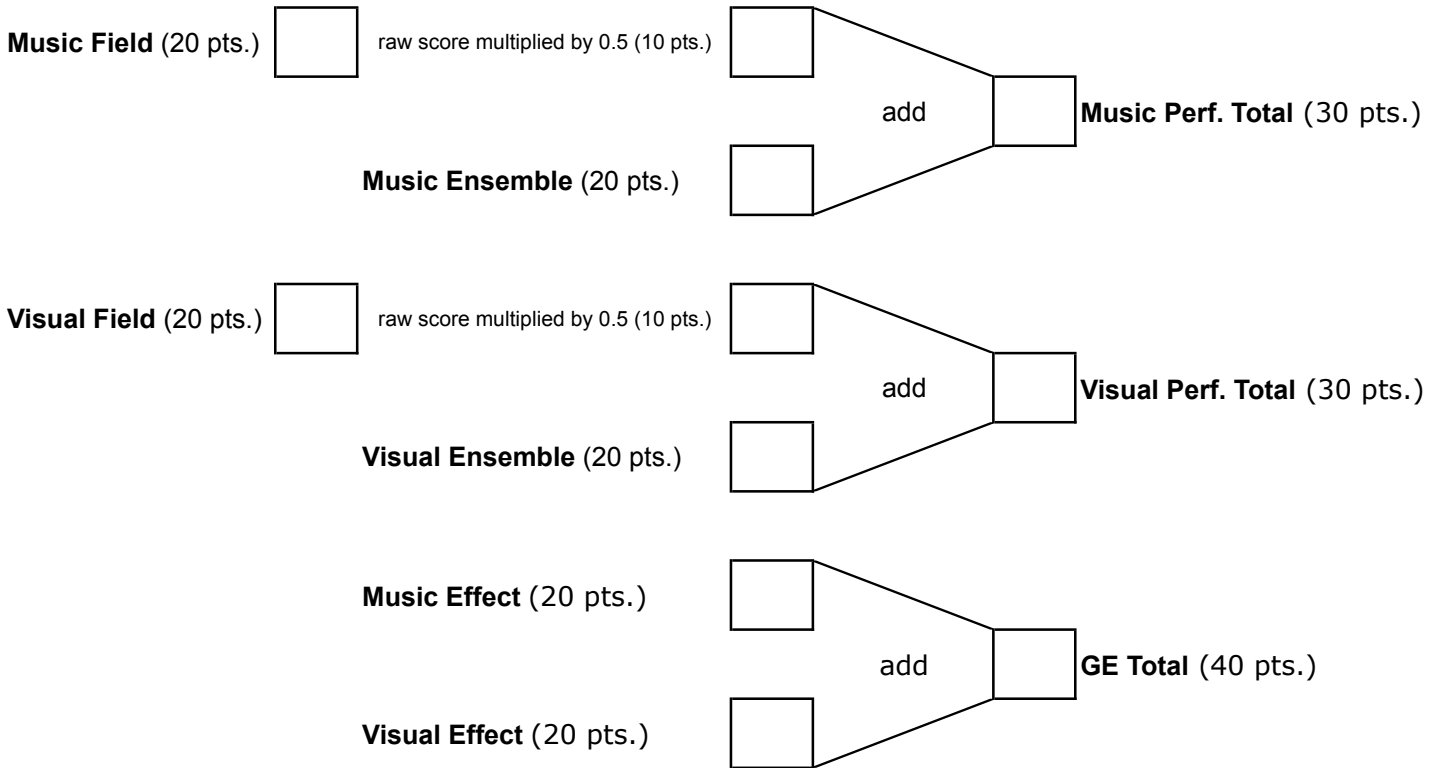 Music Field (20 pts.) raw score multiplied by 0.5 (10 pts.)
add Music Perf. Total (30 pts.)
Music Ensemble (20 pts.)
Visual Field (20 pts.) raw score multiplied by 0.5 (10 pts.)
add Visual Perf. Total (30 pts.)
Visual Ensemble (20 pts.)
Music Effect (20 pts.)
add GE Total (40 pts.)
Visual Effect (20 pts.)